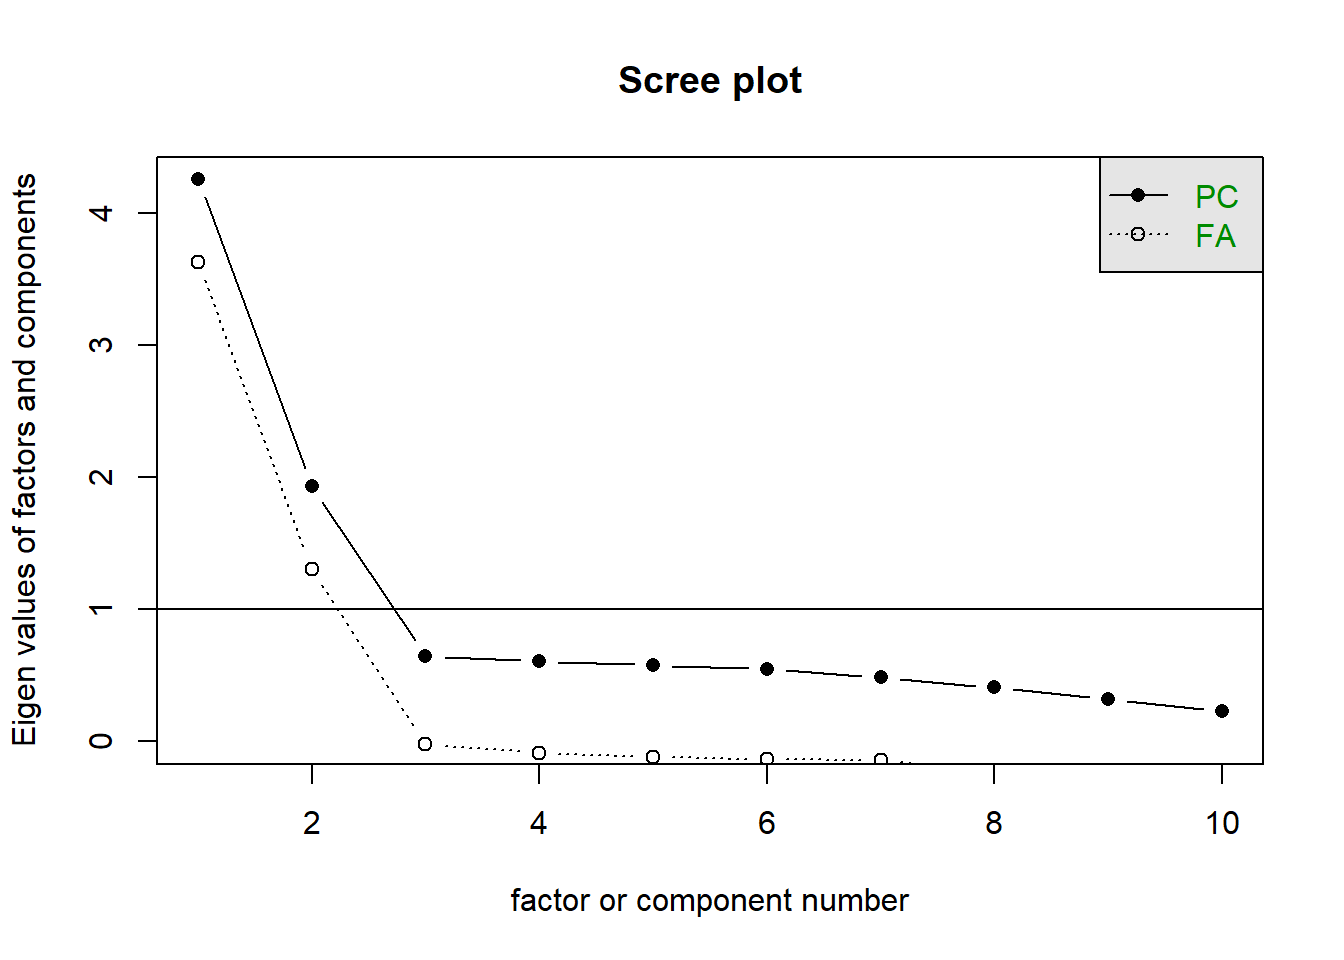 Scree plot
Eigen values of factors and components
4
3
2
1
0
PC
FA
2
4
6
8
10
factor or component number